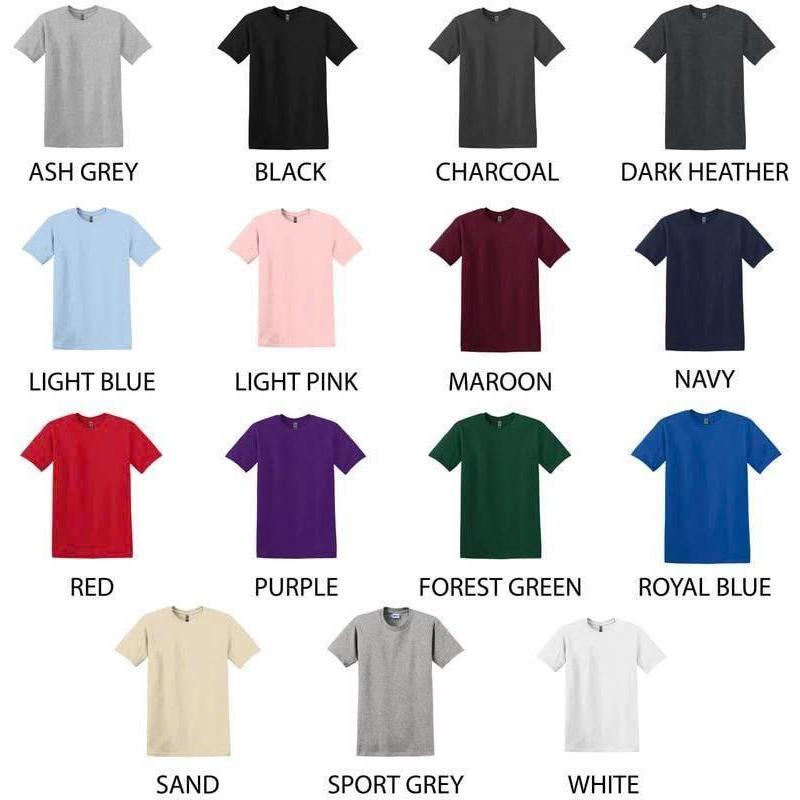 ASH GREY
BLACK
CHARCOAL
DARK HEATHER
LIGHT BLUE
LIGHT PINK
MAROON
NAVY
RED
PURPLE
FOREST GREEN
ROYAL BLUE
SAND
SPORT GREY
WHITE